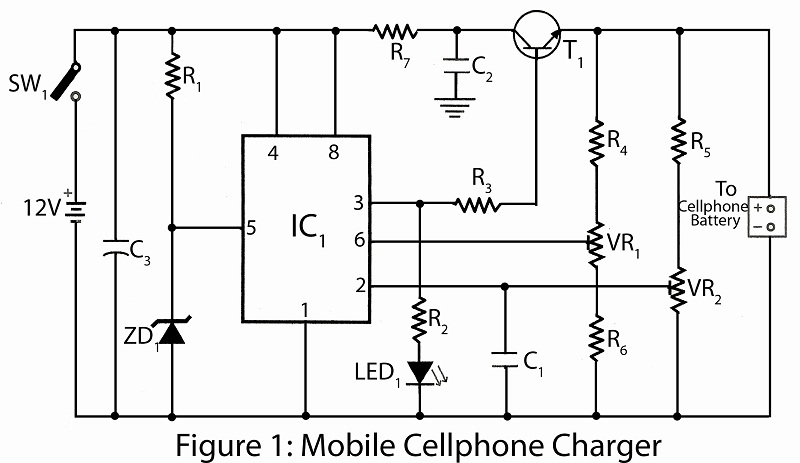 SW1
12V
+
C3
R1
ZD1
4
8
5
IC1
3
6
2
1
R7
C2
T1
R3
R2
LED1
C1
R4
VR1
R6
R5
VR2
To
Cellphone
Battery
+
−
Figure 1: Mobile Cellphone Charger